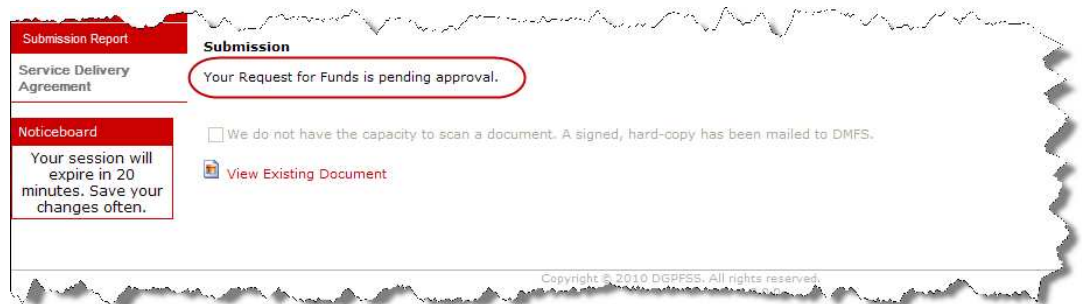 Submission Report
Service Delivery
Agreement
Noticeboard
Your session will
expire in 20
minutes. Save your
changes often.
Submission
Your Request for Funds is pending approval.
We do not have the capacity to scan a document. A signed, hard-copy has been mailed to DMFS.
View Existing Document
Copyright © 2010 DGPFSS. All rights reserved.